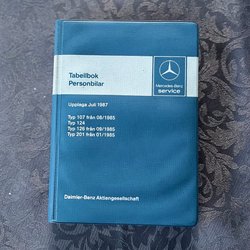 Tabellbok
Personbilar
Mercedes-Benz
service
Upplaga Juli 1987
Typ 107 från 08/1985
Typ 124
Typ 126 från 09/1985
Typ 201 från 01/1985
Daimler-Benz Aktiengesellschaft